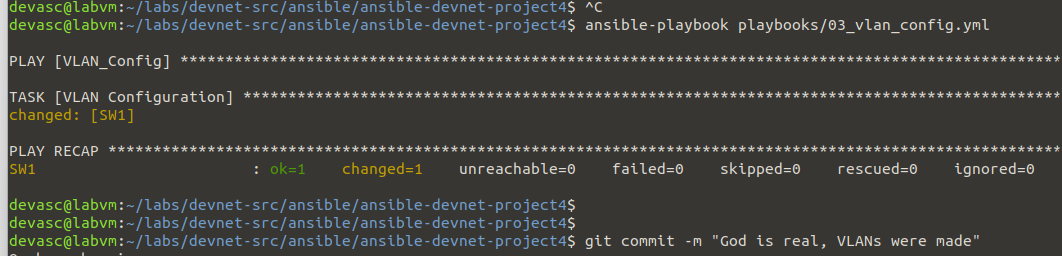 devasc@labvm:~/labs/devnet-src/ansible/ansible-devnet-project4$ ^C
devasc@labvm:~/labs/devnet-src/ansible/ansible-devnet-project4$ ansible-playbook playbooks/03_vlan_config.yml
PLAY [VLAN_Config] **************************************************************************************************
TASK [VLAN Configuration] *******************************************************************************************
changed: [SW1]
PLAY RECAP **********************************************************************************************************
SW1 : ok=1 changed=1 unreachable=0 failed=0 skipped=0 rescued=0 ignored=0
devasc@labvm:~/labs/devnet-src/ansible/ansible-devnet-project4$
devasc@labvm:~/labs/devnet-src/ansible/ansible-devnet-project4$
devasc@labvm:~/labs/devnet-src/ansible/ansible-devnet-project4$ git commit -m "God is real, VLANs were made"